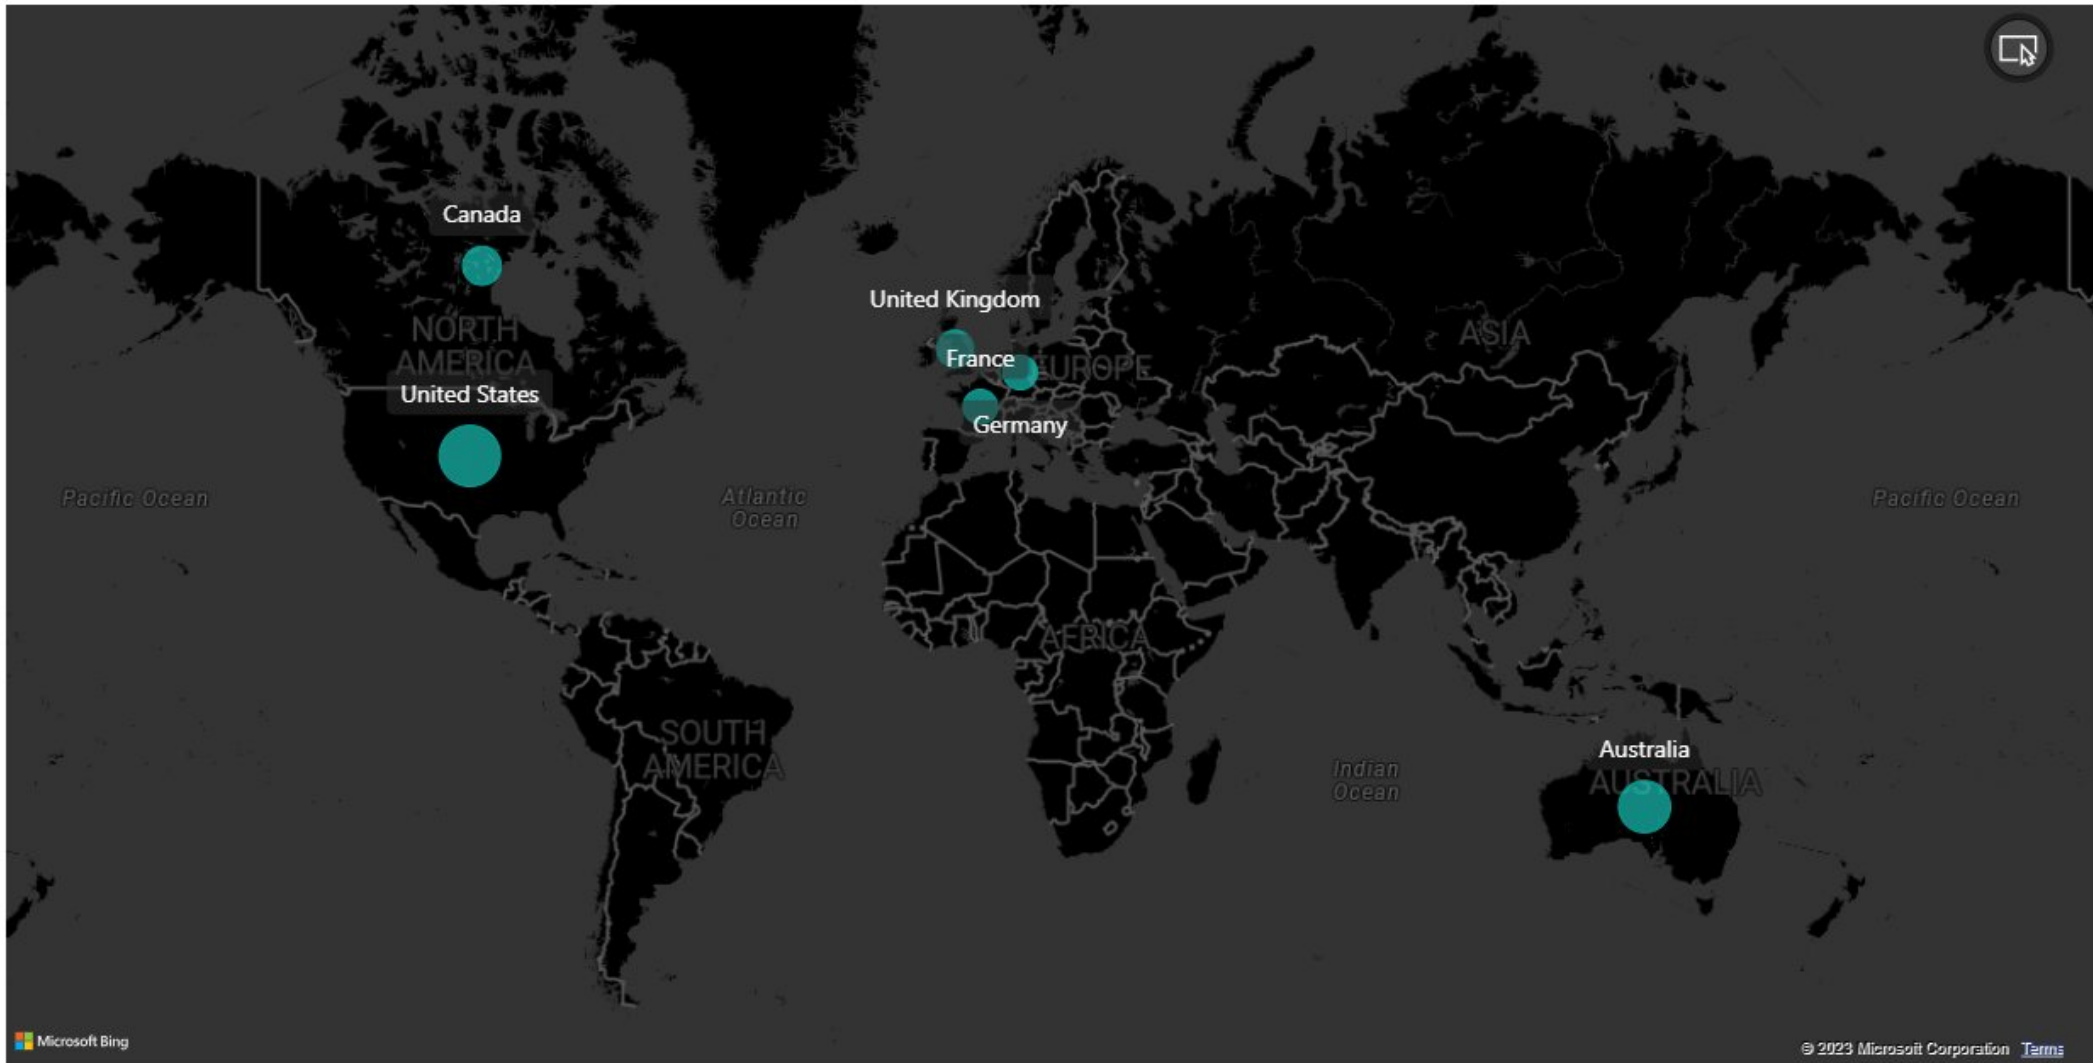 Canada
United Kingdom
NORTH
AMERICA
ASIA
France
EUROPE
United States
Germany
Pacific Ocean
Atlantic
Ocean
Pacific Ocean
AFRICA
SOUTH
AMERICA
Australia
AUSTRALIA
Indian
Ocean
Microsoft Bing
© 2023 Microsoft Corporation Terms